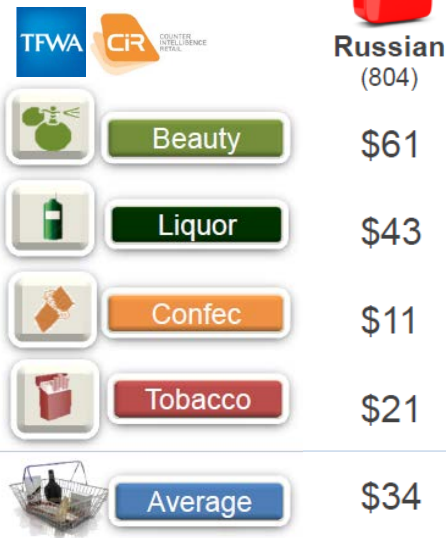 TFWA
CiR
COUNTER
INTELLIGENCE
RETAIL
Russian
(804)
Beauty
$61
Liquor
$43
Confec
$11
Tobacco
$21
Average
$34